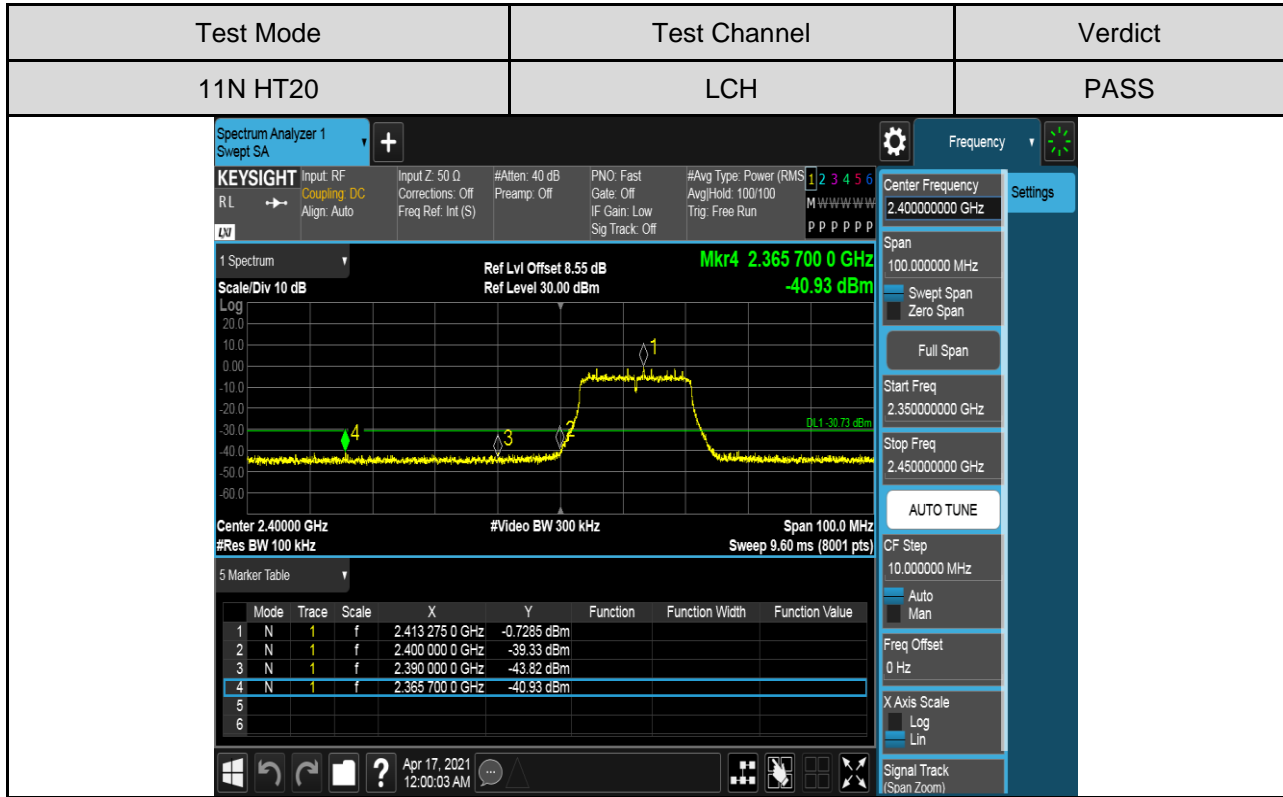 Test Mode Test Channel Verdict
11N HT20 LCH PASS
Spectrum Analyzer 1
Swept SA
Frequency
Settings
KEYSIGHT
RL
LXI
Input: RF
Coupling: DC
Align: Auto
Input Z: 50 Ω
Corrections: Off
Freq Ref: Int (S)
#Atten: 40 dB
Preamp: Off
PNO: Fast
Gate: Off
IF Gain: Low
Sig Track: Off
#Avg Type: Power (RMS
Avg|Hold: 100/100
Trig: Free Run
1 2 3 4 5 6
M W W W W W
P P P P P P
1 Spectrum
Scale/Div 10 dB
Ref Lvl Offset 8.55 dB
Ref Level 30.00 dBm
Mkr4 2.365 700 0 GHz
-40.93 dBm
Log
20.0
10.0
0.00
-10.0
-20.0
-30.0
-40.0
-50.0
-60.0
1
2
3
4
DL1 -30.73 dBm
Center 2.40000 GHz #Video BW 300 kHz Span 100.0 MHz
#Res BW 100 kHz Sweep 9.60 ms (8001 pts)
5 Marker Table
Mode Trace Scale X Y Function Function Width Function Value
1 N 1 f 2.413 275 0 GHz -0.7285 dBm
2 N 1 f 2.400 000 0 GHz -39.33 dBm
3 N 1 f 2.390 000 0 GHz -43.82 dBm
4 N 1 f 2.365 700 0 GHz -40.93 dBm
5
6
Apr 17, 2021
12:00:03 AM
Center Frequency
2.400000000 GHz
Span
100.000000 MHz
Swept Span
Zero Span
Full Span
Start Freq
2.350000000 GHz
Stop Freq
2.450000000 GHz
AUTO TUNE
CF Step
10.000000 MHz
Auto
Man
Freq Offset
0 Hz
X Axis Scale
Log
Lin
Signal Track
(Span Zoom)